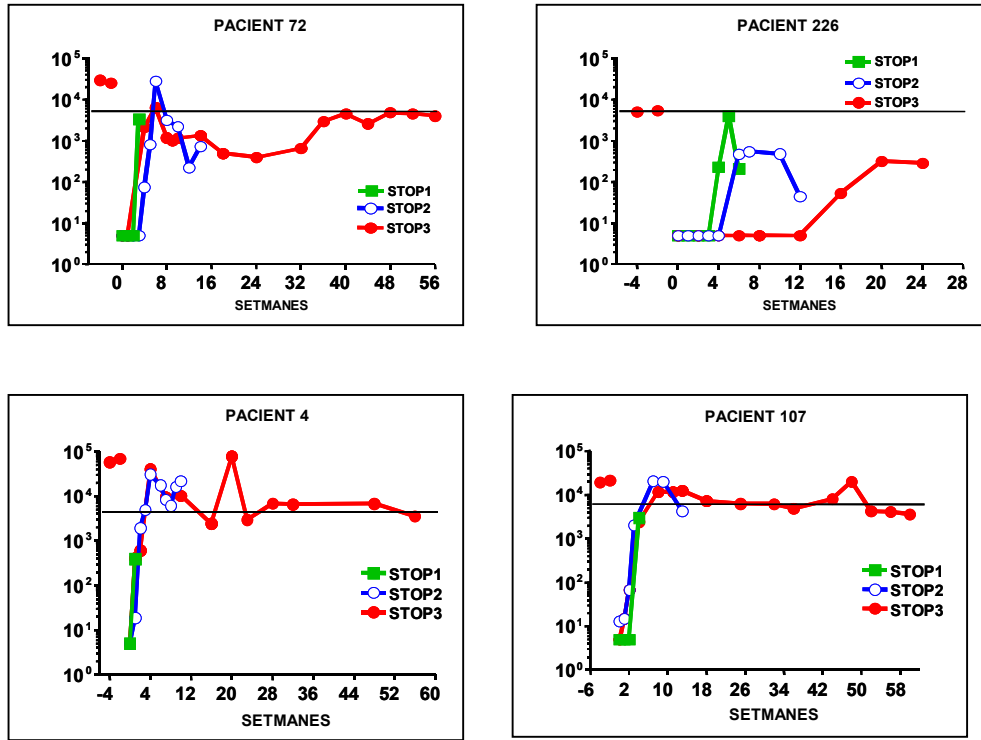 PACIENT 72
10⁵
10⁴
10³
10²
10¹
10⁰
STOP1
STOP2
STOP3
0 8 16 24 32 40 48 56
SETMANES
PACIENT 226
10⁵
10⁴
10³
10²
10¹
10⁰
STOP1
STOP2
STOP3
-4 0 4 8 12 16 20 24 28
SETMANES
PACIENT 4
10⁵
10⁴
10³
10²
10¹
10⁰
STOP1
STOP2
STOP3
-4 4 12 20 28 36 44 52 60
SETMANES
PACIENT 107
10⁵
10⁴
10³
10²
10¹
10⁰
STOP1
STOP2
STOP3
-6 2 10 18 26 34 42 50 58
SETMANES